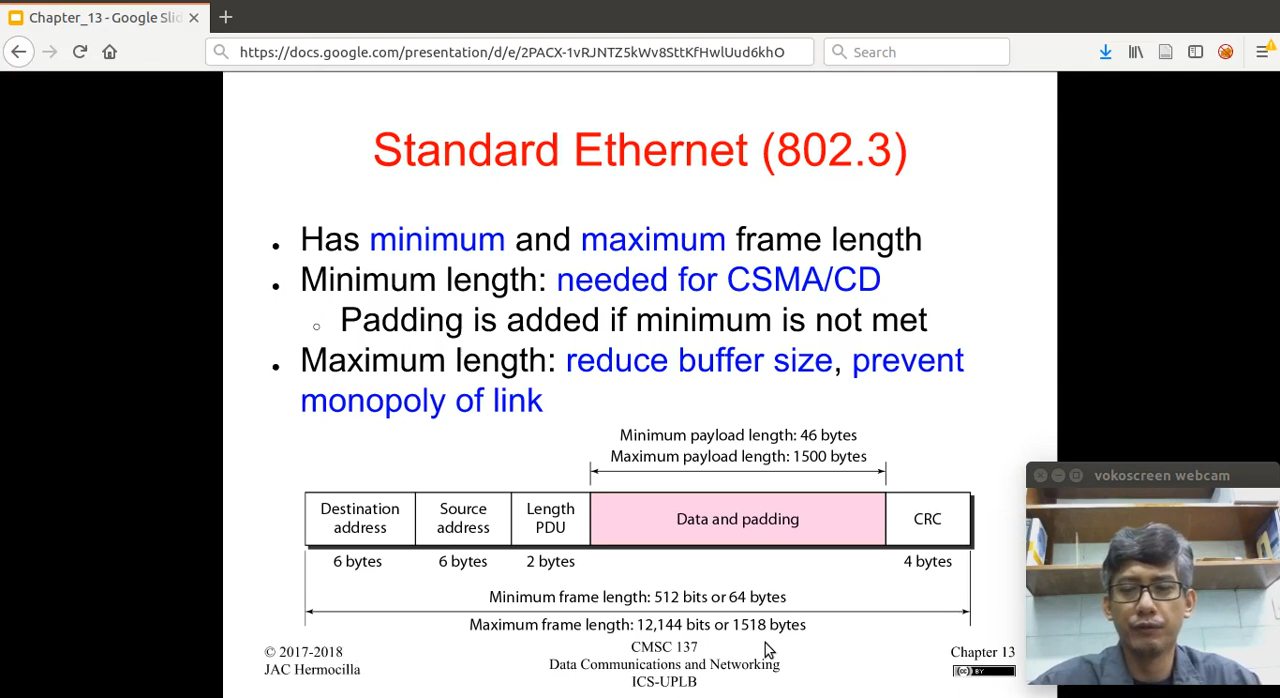 Chapter_13 - Google Slid
https://docs.google.com/presentation/d/e/2PACX-1vRJNTZ5kWv8SttKfHwlUud6khO
Search
Standard Ethernet (802.3)
• Has minimum and maximum frame length
• Minimum length: needed for CSMA/CD
○ Padding is added if minimum is not met
• Maximum length: reduce buffer size, prevent
monopoly of link
Minimum payload length: 46 bytes
Maximum payload length: 1500 bytes
Destination address
Source address
Length PDU
Data and padding
CRC
6 bytes
6 bytes
2 bytes
4 bytes
Minimum frame length: 512 bits or 64 bytes
Maximum frame length: 12,144 bits or 1518 bytes
© 2017-2018
JAC Hermocilla
CMSC 137
Data Communications and Networking
ICS-UPLB
Chapter 13
(cc) BY
vokoscreen webcam